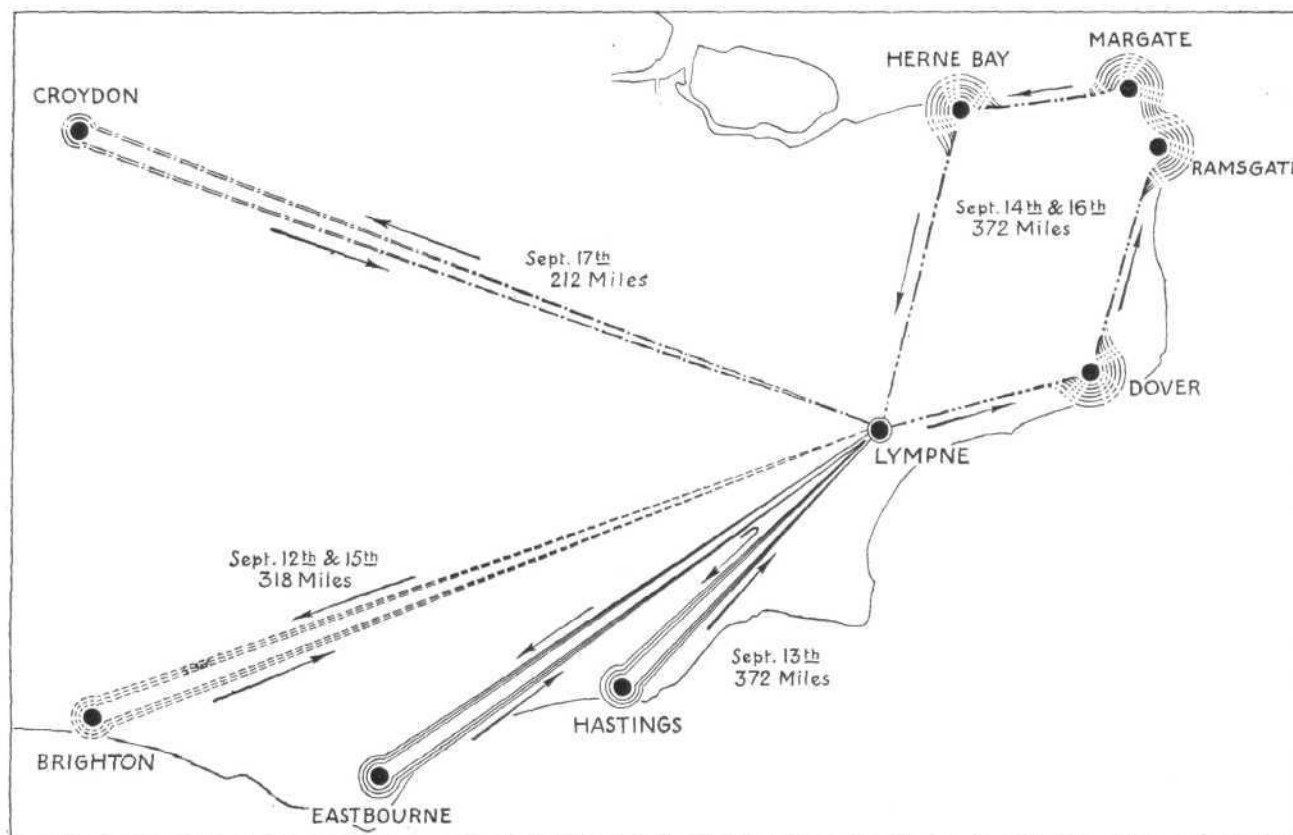 MARGATE
HERNE BAY
CROYDON
RAMSGATE
Sept. 14th & 16th
372 Miles
Sept. 17th
212 Miles
DOVER
LYMPNE
Sept. 12th & 15th
318 Miles
Sept. 13th
372 Miles
HASTINGS
BRIGHTON
EASTBOURNE